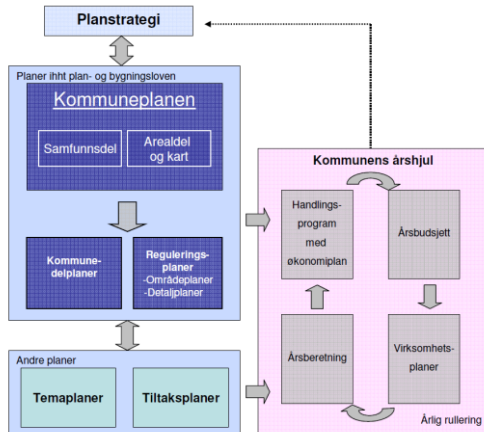 Planstrategi
Planer ihht plan- og bygningsloven
Kommuneplanen
Samfunnsdel
Arealdel
og kart
Kommune-
delplaner
Regulerings-
planer
-Områdeplaner
-Detaljplaner
Andre planer
Temaplaner
Tiltaksplaner
Kommunens årshjul
Handlings-
program
med
økonomiplan
Årsbudsjett
Årsberetning
Virksomhets-
planer
Årlig rullering